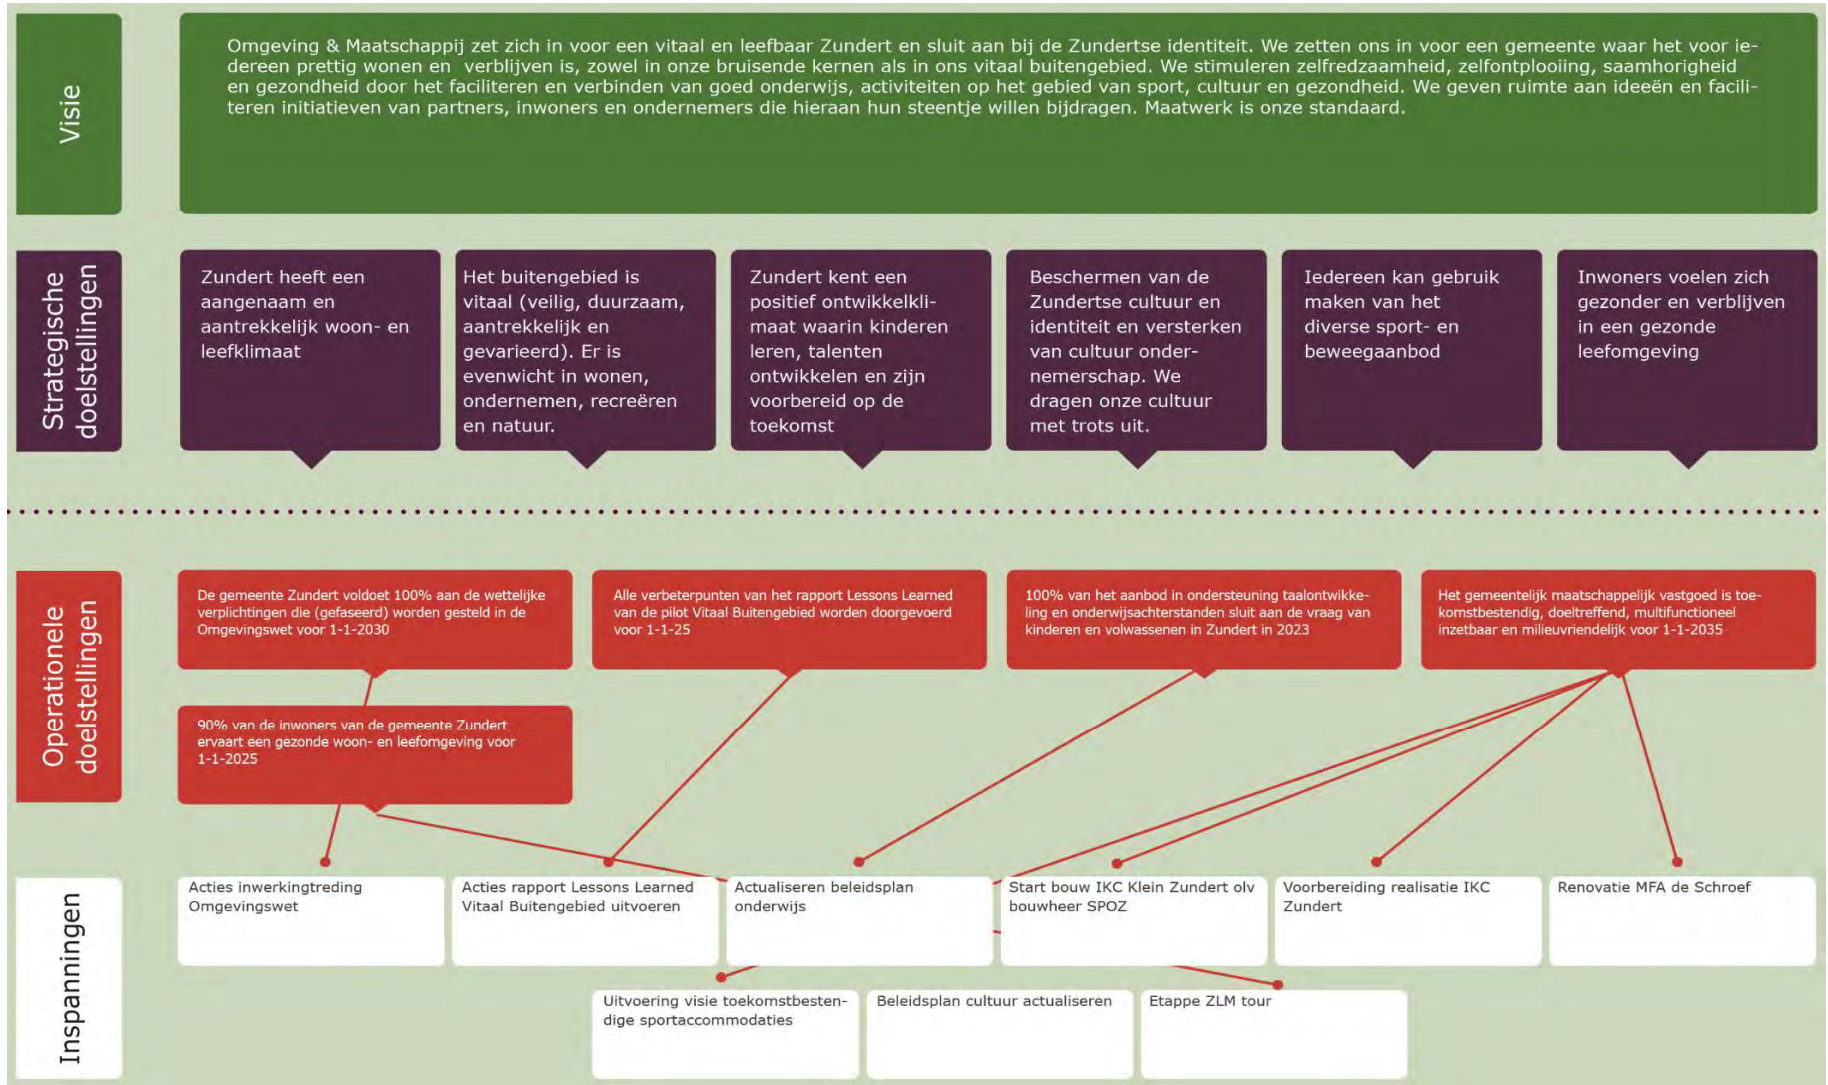 Visie
Omgeving & Maatschappij zet zich in voor een vitaal en leefbaar Zundert en sluit aan bij de Zundertse identiteit. We zetten ons in voor een gemeente waar het voor ie-
dereen prettig wonen en verblijven is, zowel in onze bruisende kernen als in ons vitaal buitengebied. We stimuleren zelfredzaamheid, zelfontplooiing, saamhorigheid
en gezondheid door het faciliteren en verbinden van goed onderwijs, activiteiten op het gebied van sport, cultuur en gezondheid. We geven ruimte aan ideeën en facili-
teren initiatieven van partners, inwoners en ondernemers die hieraan hun steentje willen bijdragen. Maatwerk is onze standaard.
Strategische
doelstellingen
Zundert heeft een
aangenaam en
aantrekkelijk woon- en
leefklimaat
Het buitengebied is
vitaal (veilig, duurzaam,
aantrekkelijk en
gevarieerd). Er is
evenwicht in wonen,
ondernemen, recreëren
en natuur.
Zundert kent een
positief ontwikkelkli-
maat waarin kinderen
leren, talenten
ontwikkelen en zijn
voorbereid op de
toekomst
Beschermen van de
Zundertse cultuur en
identiteit en versterken
van cultuur onder-
nemerschap. We
dragen onze cultuur
met trots uit.
Iedereen kan gebruik
maken van het
diverse sport- en
beweegaanbod
Inwoners voelen zich
gezonder en verblijven
in een gezonde
leefomgeving
Operationele
doelstellingen
De gemeente Zundert voldoet 100% aan de wettelijke
verplichtingen die (gefaseerd) worden gesteld in de
Omgevingswet voor 1-1-2030
Alle verbeterpunten van het rapport Lessons Learned
van de pilot Vitaal Buitengebied worden doorgevoerd
voor 1-1-25
100% van het aanbod in ondersteuning taalontwikke-
ling en onderwijsachterstanden sluit aan de vraag van
kinderen en volwassenen in Zundert in 2023
Het gemeentelijk maatschappelijk vastgoed is toe-
komstbestendig, doeltreffend, multifunctioneel
inzetbaar en milieuvriendelijk voor 1-1-2035
90% van de inwoners van de gemeente Zundert
ervaart een gezonde woon- en leefomgeving voor
1-1-2025
Inspanningen
Acties inwerkingtreding
Omgevingswet
Acties rapport Lessons Learned
Vitaal Buitengebied uitvoeren
Actualiseren beleidsplan
onderwijs
Start bouw IKC Klein Zundert olv
bouwheer SPOZ
Voorbereiding realisatie IKC
Zundert
Renovatie MFA de Schroef
Uitvoering visie toekomstbesten-
dige sportaccommodaties
Beleidsplan cultuur actualiseren
Etappe ZLM tour